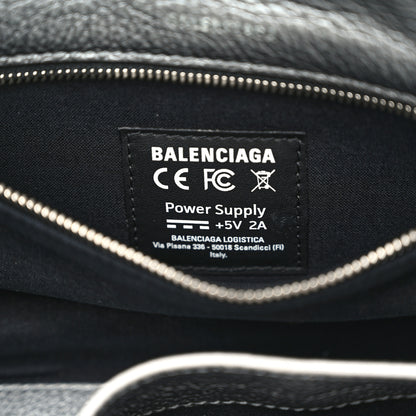 BALENCIAGA
CE FC
Power Supply
+5V 2A
BALENCIAGA LOGISTICA
Via Pisana 336 - 50018 Scandicci (Fi)
Italy.